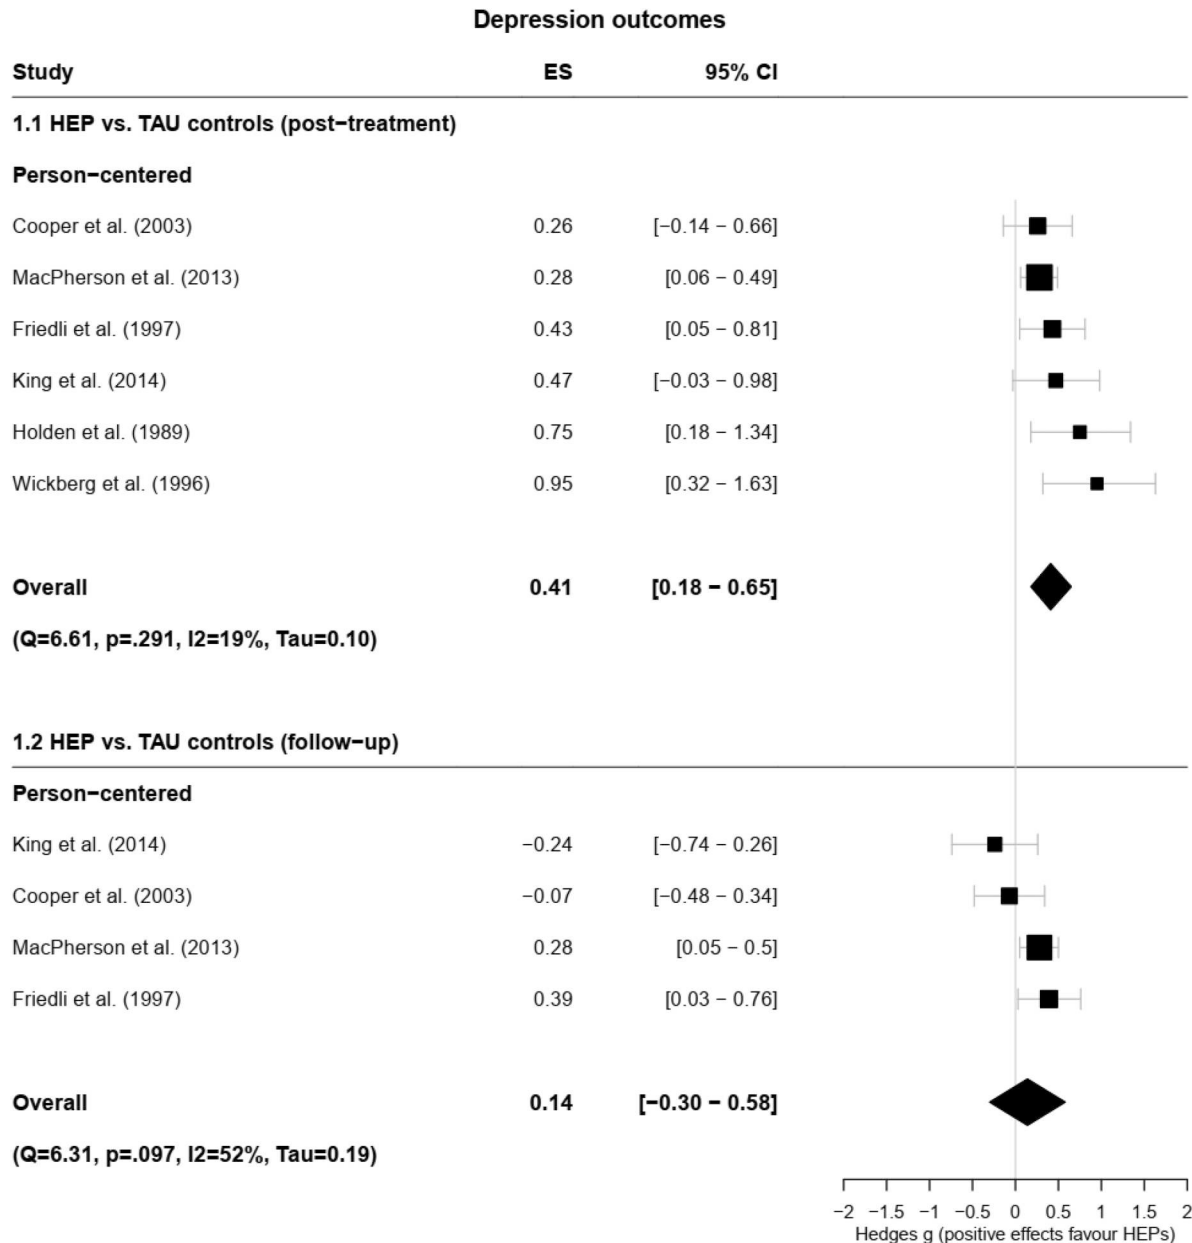 Depression outcomes
Study ES 95% CI
1.1 HEP vs. TAU controls (post−treatment)
Person−centered
Cooper et al. (2003) 0.26 [−0.14 − 0.66]
MacPherson et al. (2013) 0.28 [0.06 − 0.49]
Friedli et al. (1997) 0.43 [0.05 − 0.81]
King et al. (2014) 0.47 [−0.03 − 0.98]
Holden et al. (1989) 0.75 [0.18 − 1.34]
Wickberg et al. (1996) 0.95 [0.32 − 1.63]
Overall 0.41 [0.18 − 0.65]
(Q=6.61, p=.291, I2=19%, Tau=0.10)
1.2 HEP vs. TAU controls (follow−up)
Person−centered
King et al. (2014) −0.24 [−0.74 − 0.26]
Cooper et al. (2003) −0.07 [−0.48 − 0.34]
MacPherson et al. (2013) 0.28 [0.05 − 0.5]
Friedli et al. (1997) 0.39 [0.03 − 0.76]
Overall 0.14 [−0.30 − 0.58]
(Q=6.31, p=.097, I2=52%, Tau=0.19)
−2 −1.5 −1 −0.5 0 0.5 1 1.5 2
Hedges g (positive effects favour HEPs)